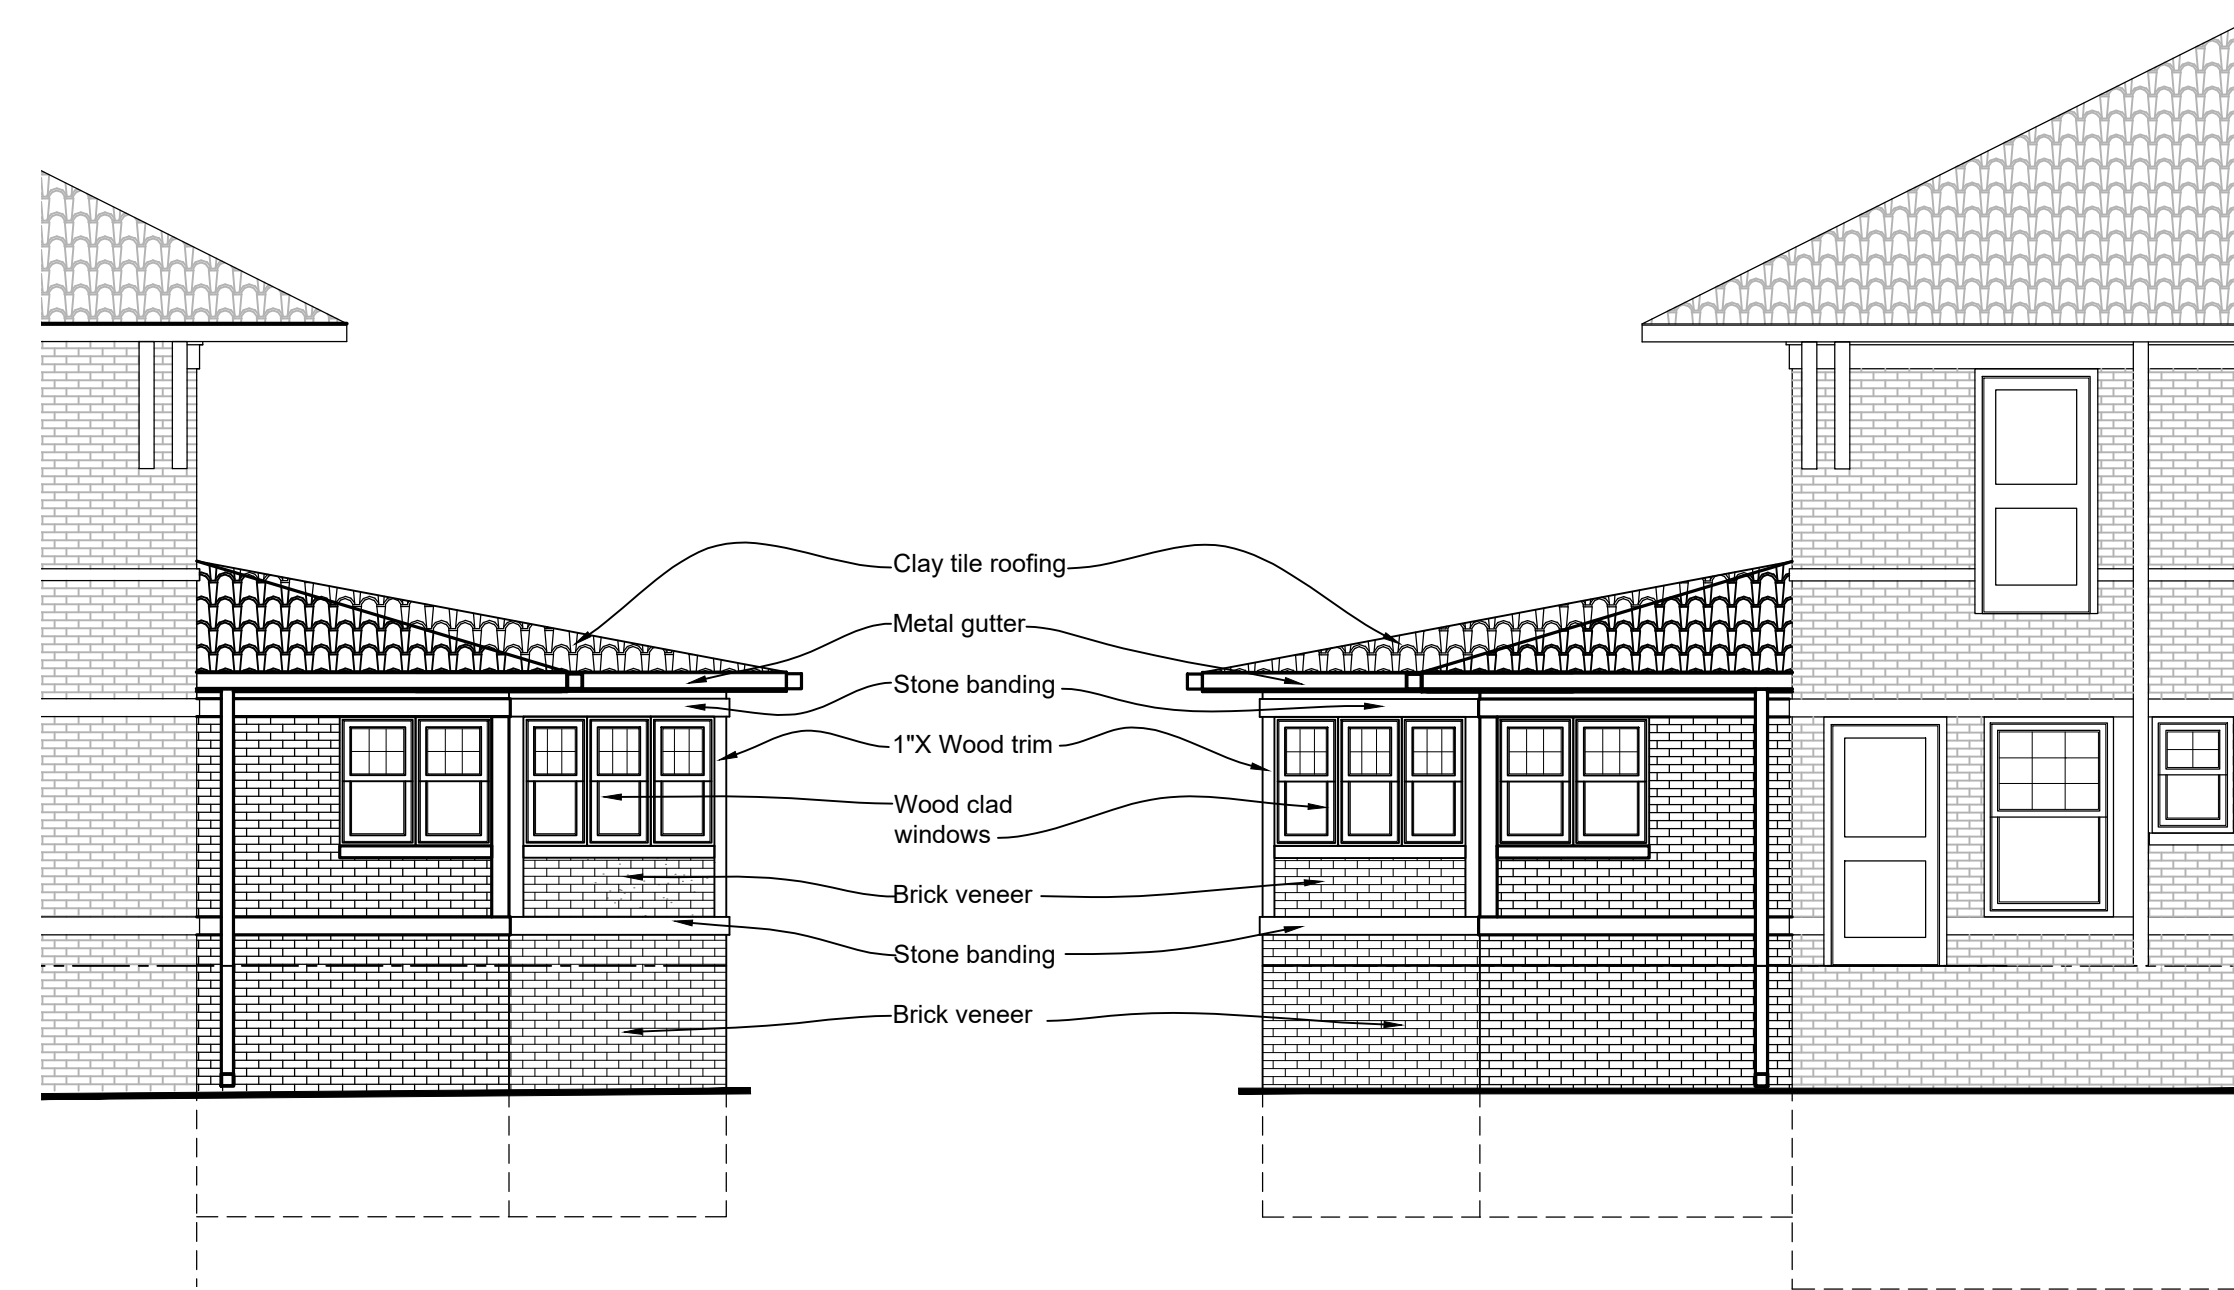 Clay tile roofing
Metal gutter
Stone banding
1"X Wood trim
Wood clad
windows
Brick veneer
Stone banding
Brick veneer